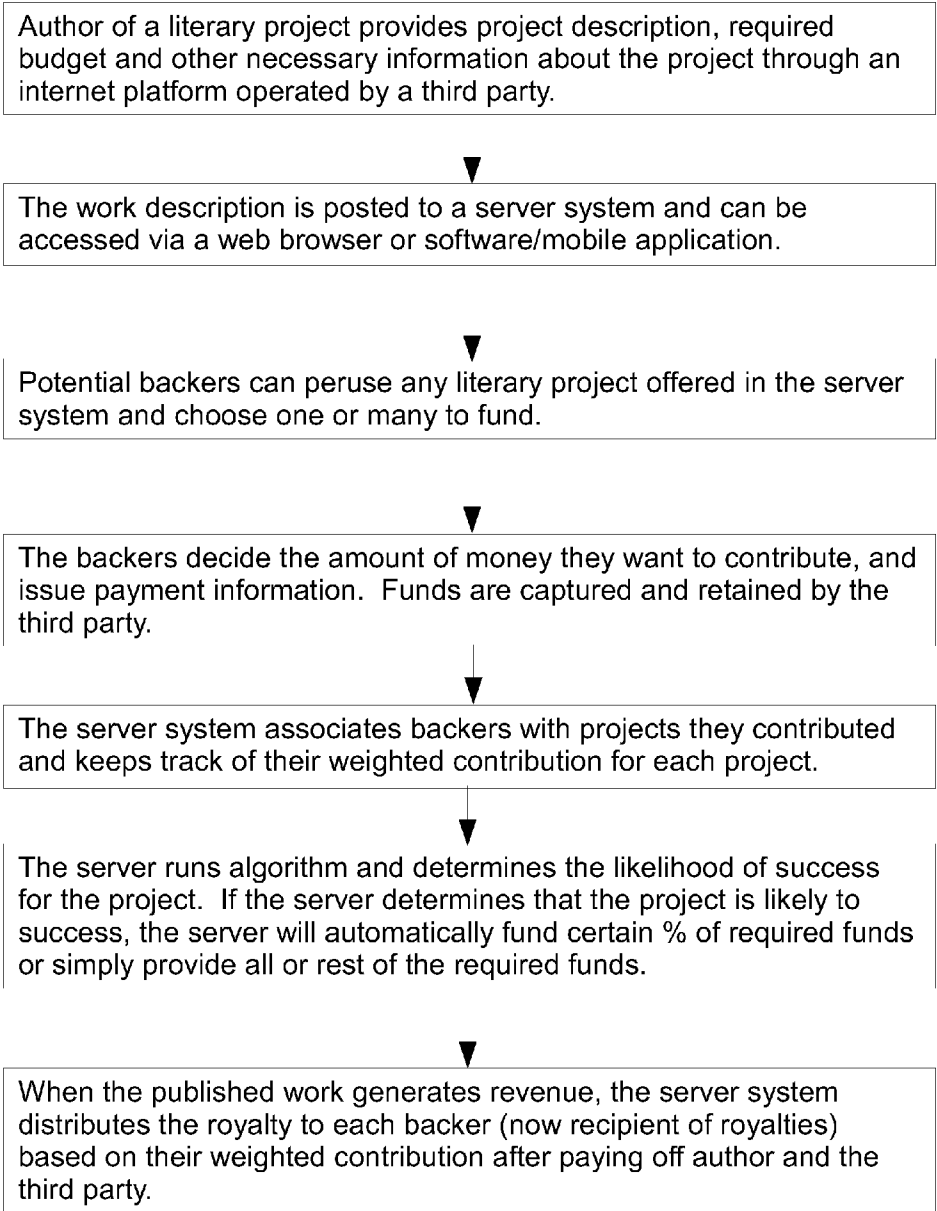 Author of a literary project provides project description, required
budget and other necessary information about the project through an
internet platform operated by a third party.
The work description is posted to a server system and can be
accessed via a web browser or software/mobile application.
Potential backers can peruse any literary project offered in the server
system and choose one or many to fund.
The backers decide the amount of money they want to contribute, and
issue payment information.  Funds are captured and retained by the
third party.
The server system associates backers with projects they contributed
and keeps track of their weighted contribution for each project.
The server runs algorithm and determines the likelihood of success
for the project.  If the server determines that the project is likely to
success, the server will automatically fund certain % of required funds
or simply provide all or rest of the required funds.
When the published work generates revenue, the server system
distributes the royalty to each backer (now recipient of royalties)
based on their weighted contribution after paying off author and the
third party.